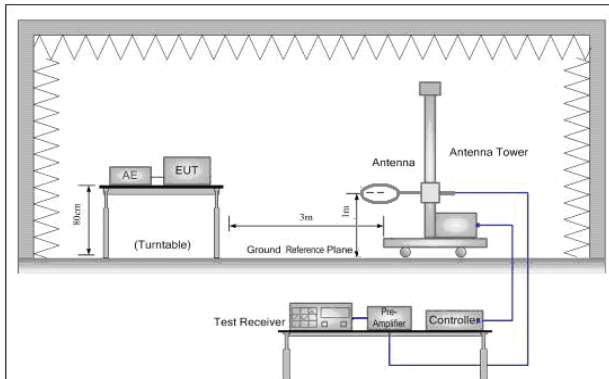 Antenna Tower
Antenna
AE
EUT
80cm
(Turntable)
3m
1m
Ground Reference Plane
Test Receiver
Pre-
Amplifier
Controller